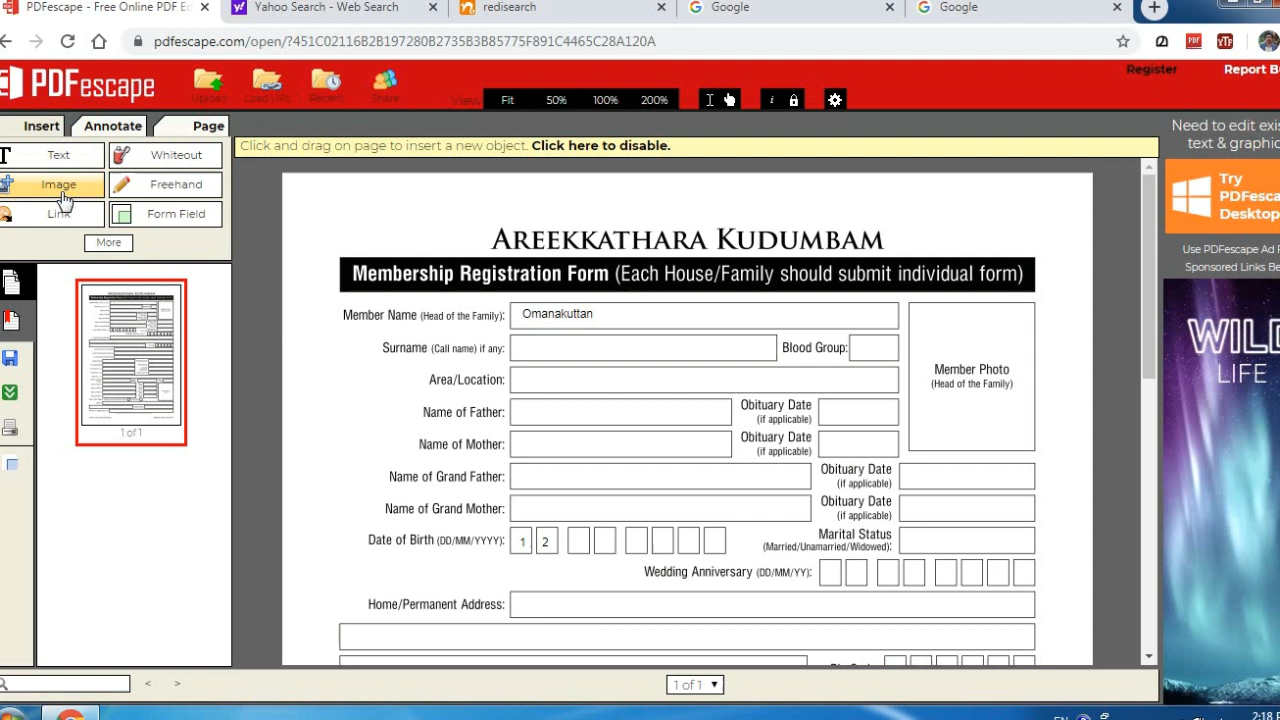 PDFescape - Free Online PDF Ed
Yahoo Search - Web Search
redisearch
Google
Google
pdfescape.com/open/?451C02116B2B197280B2735B3B85775F891C4465C28A120A
PDFescape
Upload
Load URL
Recent
Share
View
Fit
50%
100%
200%
Register
Report Bu
Insert
Annotate
Page
Text
Whiteout
Image
Freehand
Link
Form Field
More
Click and drag on page to insert a new object. Click here to disable.
1 of 1
AREEKKATHARA KUDUMBAM
Membership Registration Form (Each House/Family should submit individual form)
Member Name (Head of the Family): Omanakuttan
Surname (Call name) if any:
Blood Group:
Area/Location:
Member Photo
(Head of the Family)
Name of Father:
Obituary Date
(if applicable)
Name of Mother:
Obituary Date
(if applicable)
Name of Grand Father:
Obituary Date
(if applicable)
Name of Grand Mother:
Obituary Date
(if applicable)
Date of Birth (DD/MM/YYYY): 1 2
Marital Status
(Married/Unamarried/Widowed):
Wedding Anniversary (DD/MM/YY):
Home/Permanent Address:
1 of 1
Need to edit exis
text & graphic
Try
PDFesca
Desktop
Use PDFescape Ad F
Sponsored Links Be
WILD
LIFE
EN
2:18 P